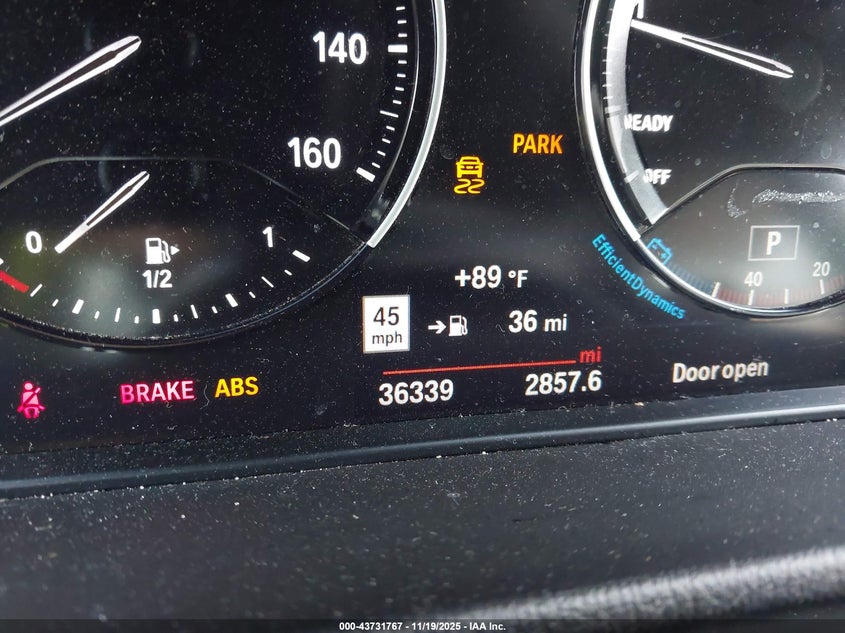 140
160
PARK
READY
OFF
0
1
1/2
P
EfficientDynamics
40
20
+89 °F
45
mph
36 mi
mi
36339
2857.6
Door open
BRAKE
ABS
000-43731767 - 11/19/2025 - IAA Inc.